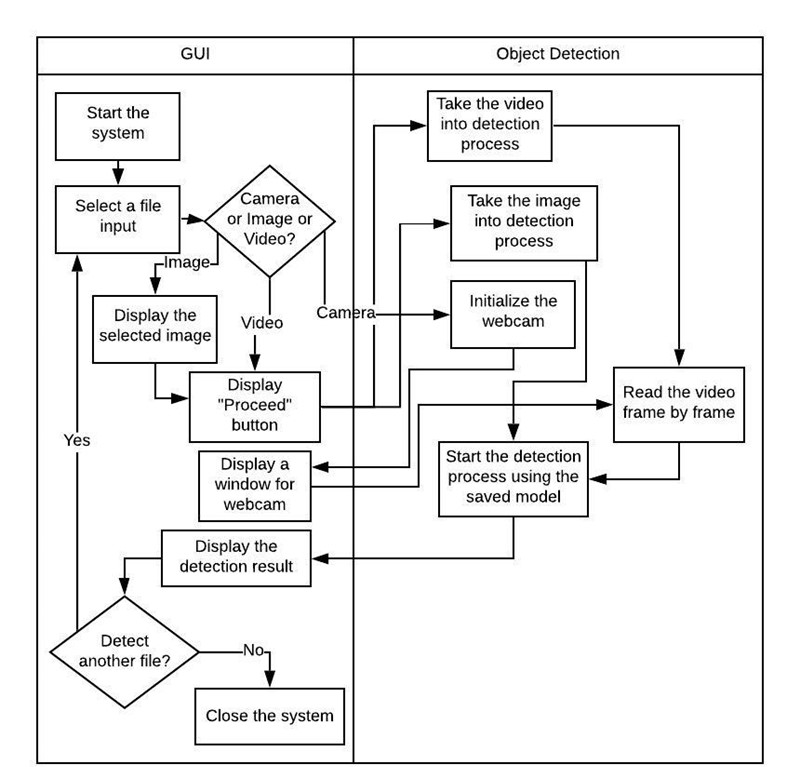 GUI
Object Detection
Start the
system
Take the video
into detection
process
Select a file
input
Camera
or Image or
Video?
Take the image
into detection
process
Image
Display the
selected image
Video
Camera
Initialize the
webcam
Display
"Proceed"
button
Read the video
frame by frame
Yes
Display a
window for
webcam
Start the detection
process using the
saved model
Display the
detection result
Detect
another file?
No
Close the system